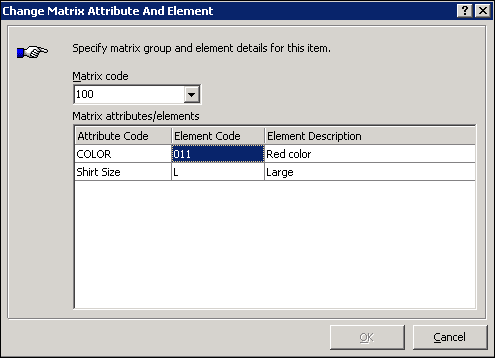 Change Matrix Attribute And Element
Specify matrix group and element details for this item.
Matrix code
100
Matrix attributes/elements
Attribute Code Element Code Element Description
COLOR 011 Red color
Shirt Size L Large
OK Cancel